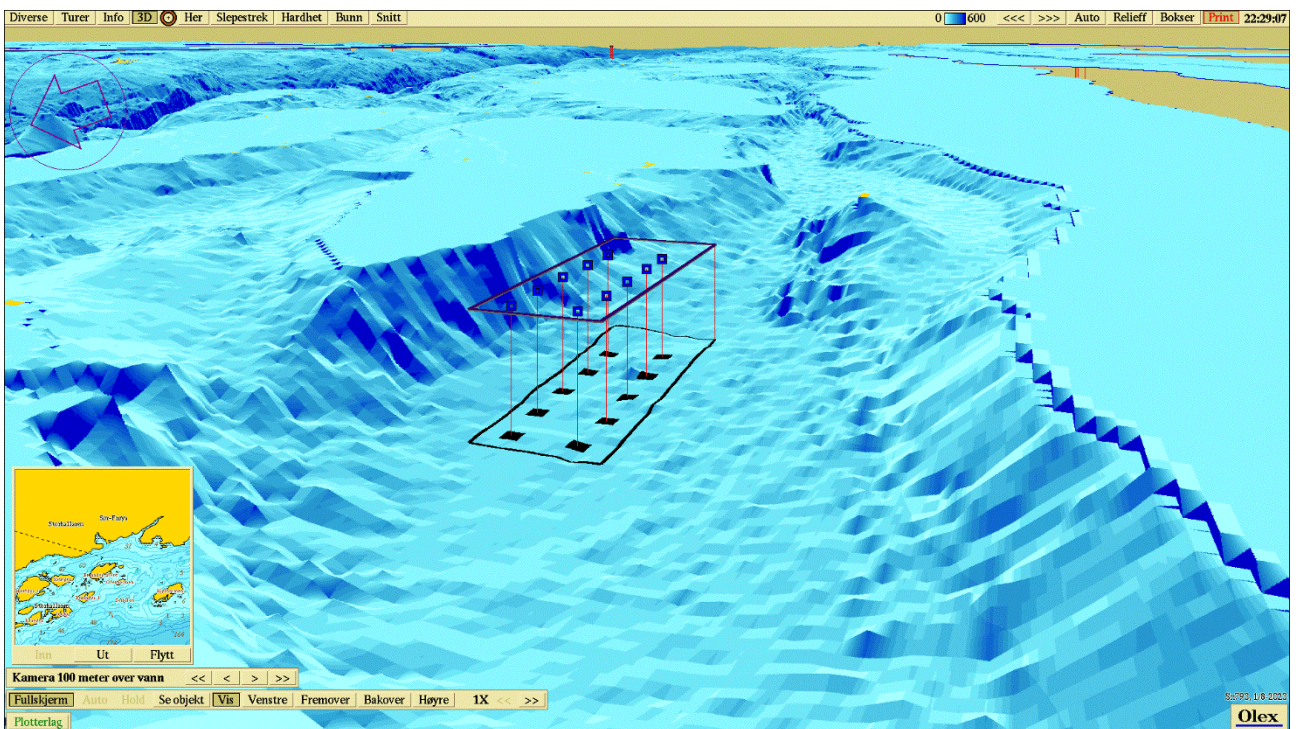 Diverse Turer Info 3D Her Slepestrek Hardhet Bunn Snitt 0 600 <<< >>> Auto Relieff Bokser Print 22:29:07
Inn Ut Flytt
Kamera 100 meter over vann << < > >>
Fullskjerm Auto Hold Se objekt Vis Venstre Fremover Bakover Høyre 1X << >>
Plotterlag
Olex